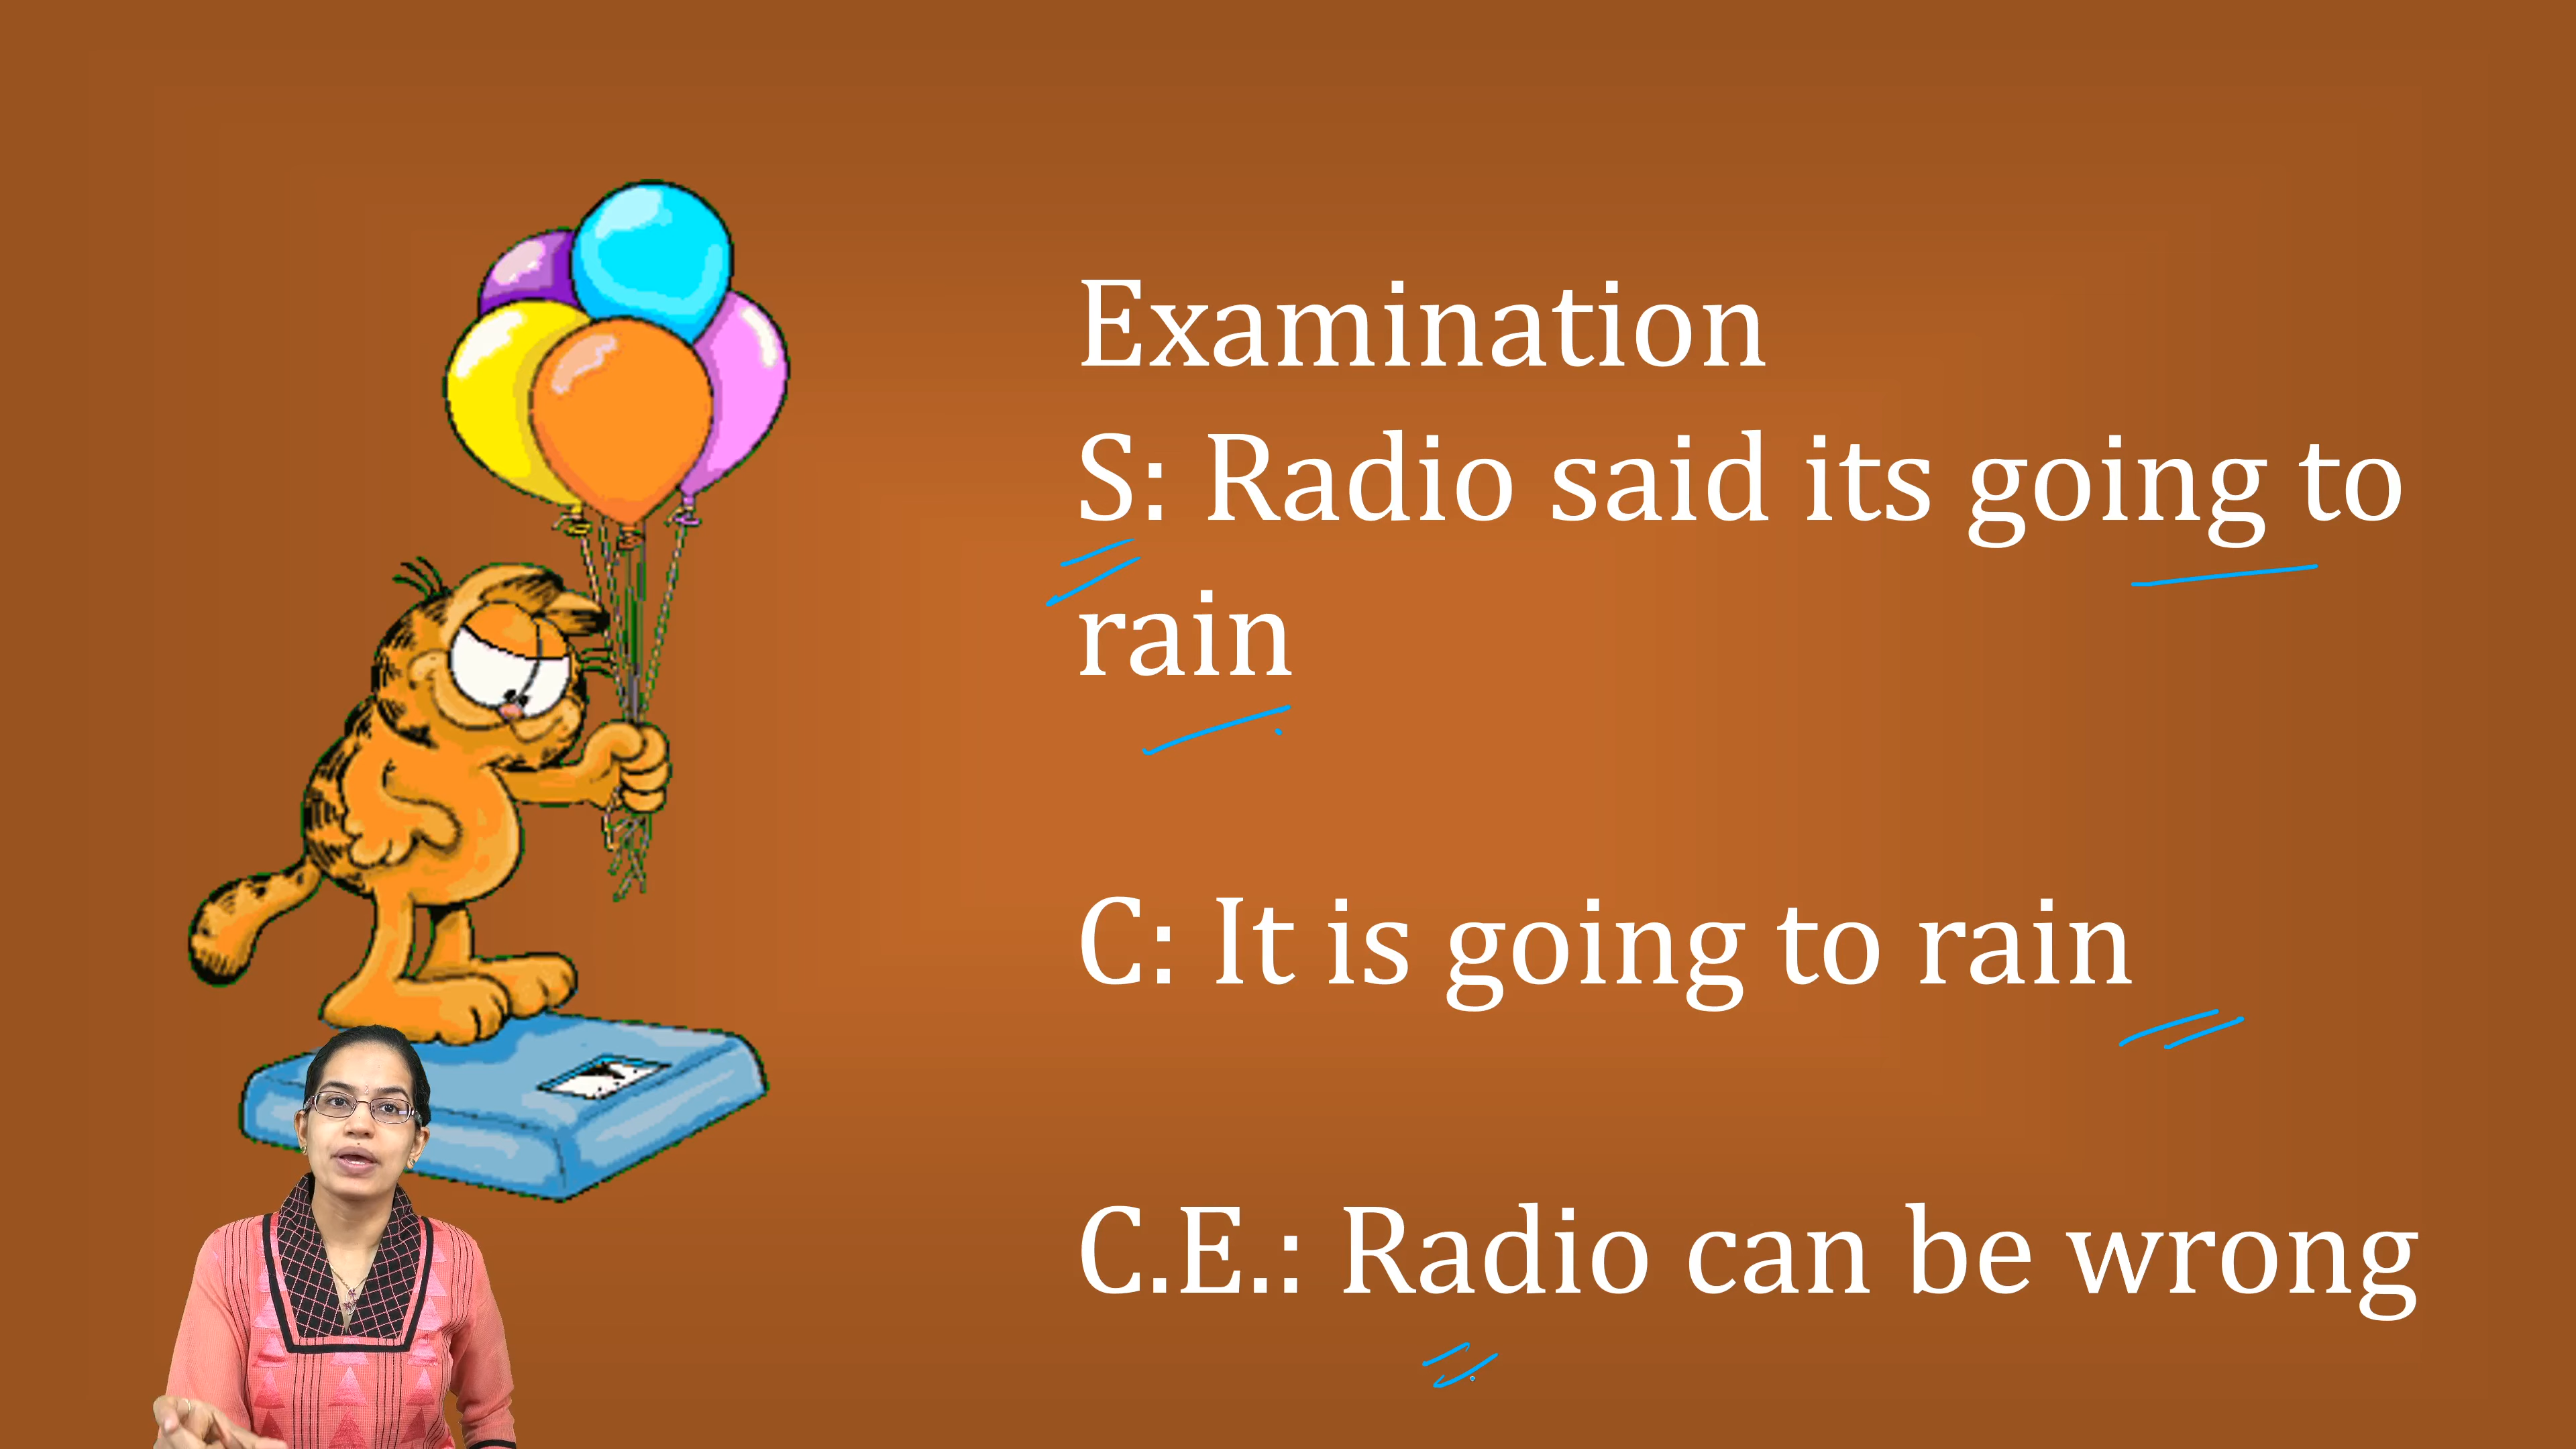 Examination
S: Radio said its going to
rain
C: It is going to rain
C.E.: Radio can be wrong